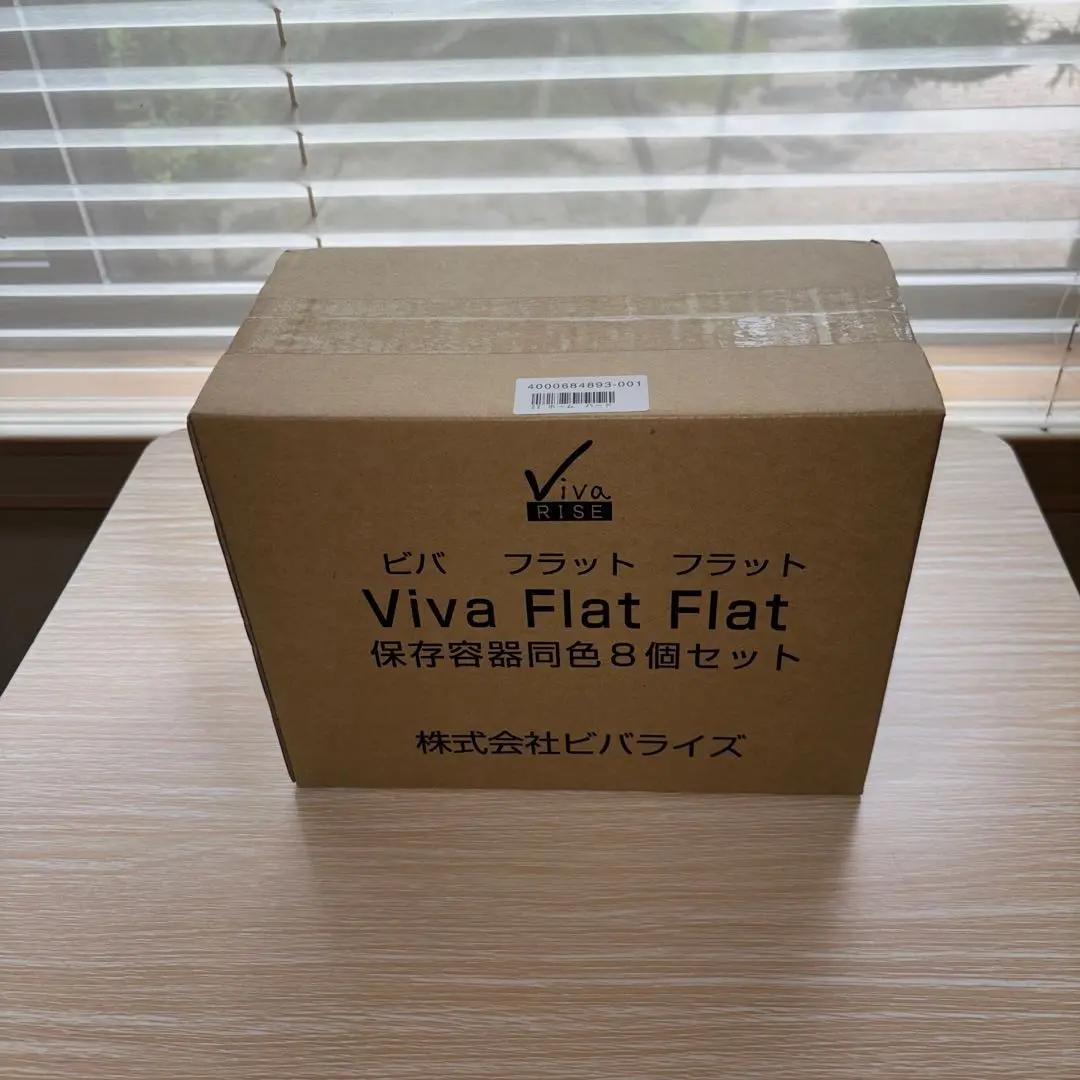 4000684893-001
Viva
RISE
ビバ フラット フラット
Viva Flat Flat
保存容器同色8個セット
株式会社ビバライズ